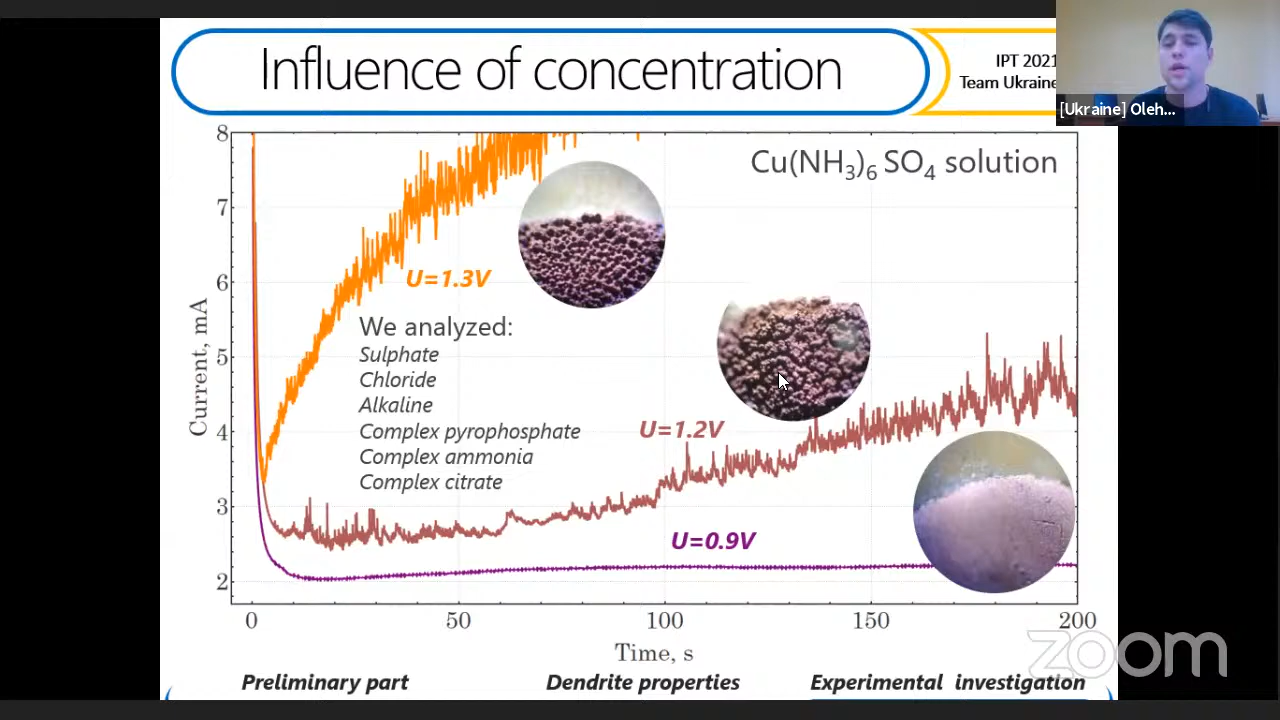 Influence of concentration
IPT 2021
Team Ukraine
[Ukraine] Oleh...
Cu(NH3)6 SO4 solution
8
7
6
5
4
3
2
Current, mA
U=1.3V
We analyzed:
Sulphate
Chloride
Alkaline
Complex pyrophosphate
Complex ammonia
Complex citrate
U=1.2V
U=0.9V
0 50 100 150 200
Time, s
zoom
Preliminary part Dendrite properties Experimental investigation